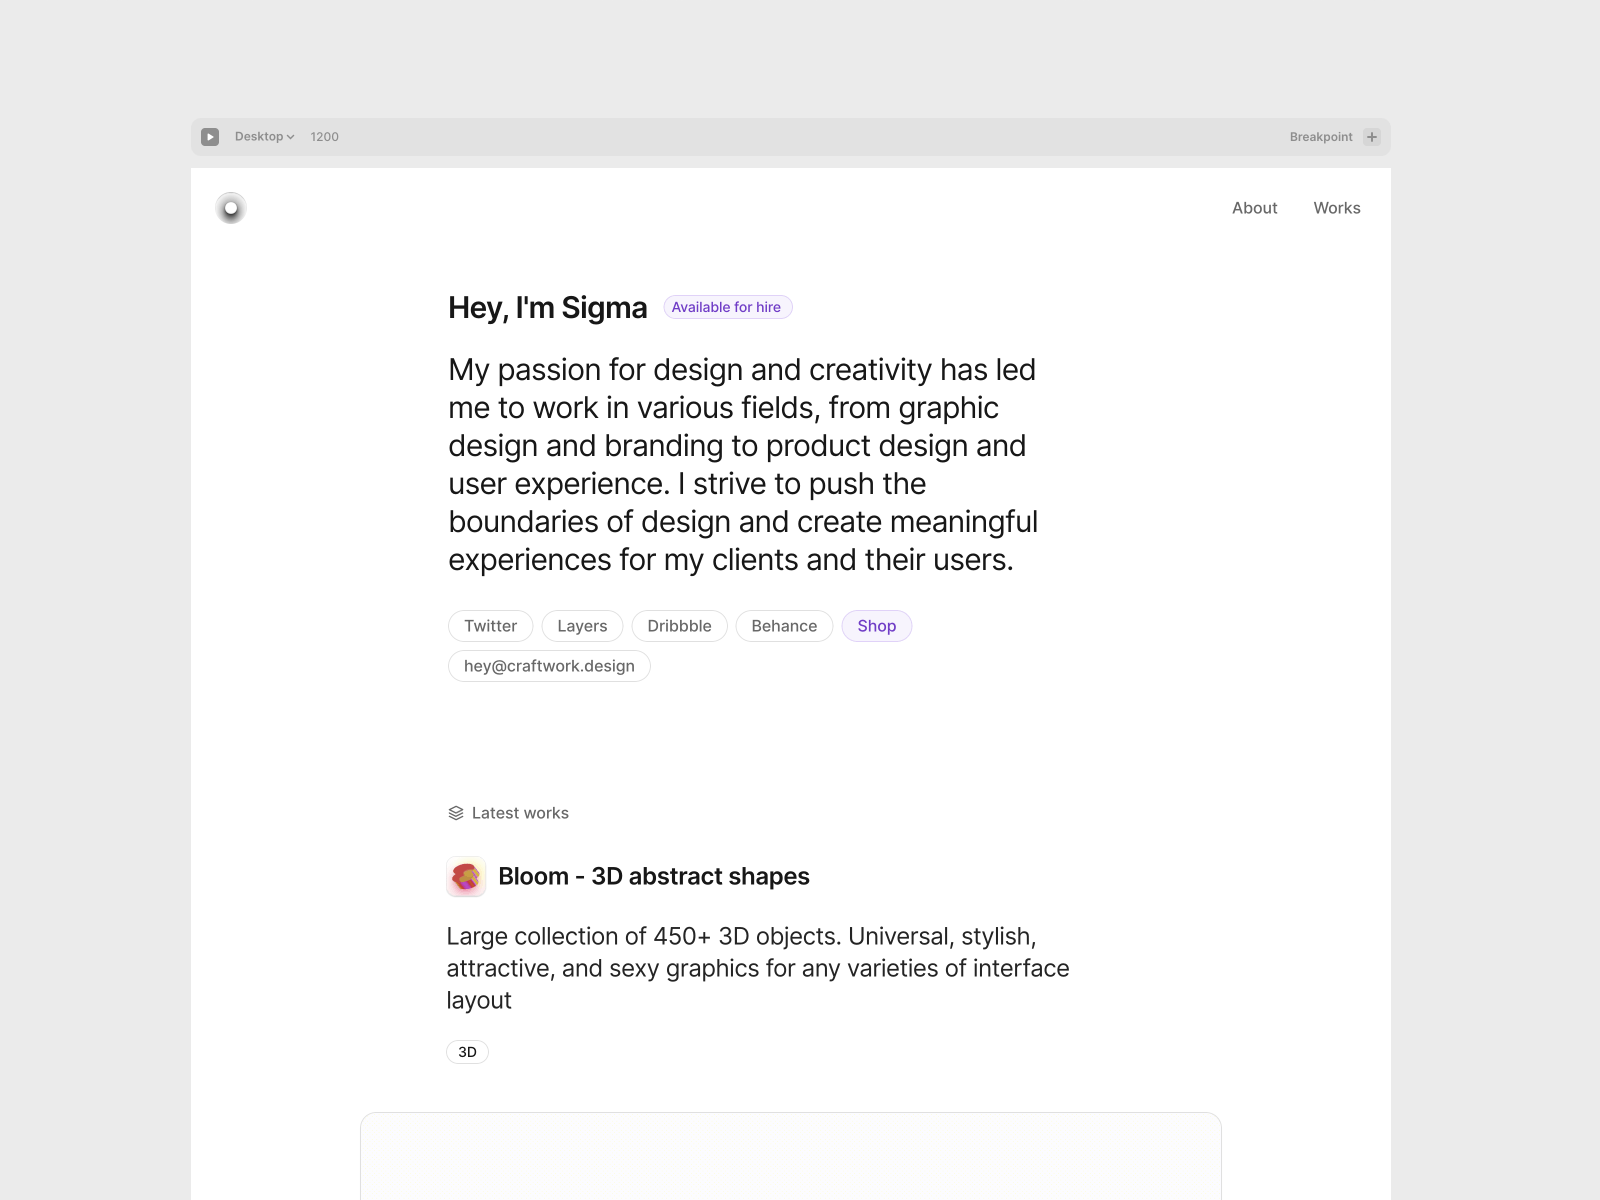 Desktop 1200 Breakpoint
About Works
Hey, I'm Sigma Available for hire
My passion for design and creativity has led
me to work in various fields, from graphic
design and branding to product design and
user experience. I strive to push the
boundaries of design and create meaningful
experiences for my clients and their users.
Twitter Layers Dribbble Behance Shop
hey@craftwork.design
Latest works
Bloom - 3D abstract shapes
Large collection of 450+ 3D objects. Universal, stylish,
attractive, and sexy graphics for any varieties of interface
layout
3D